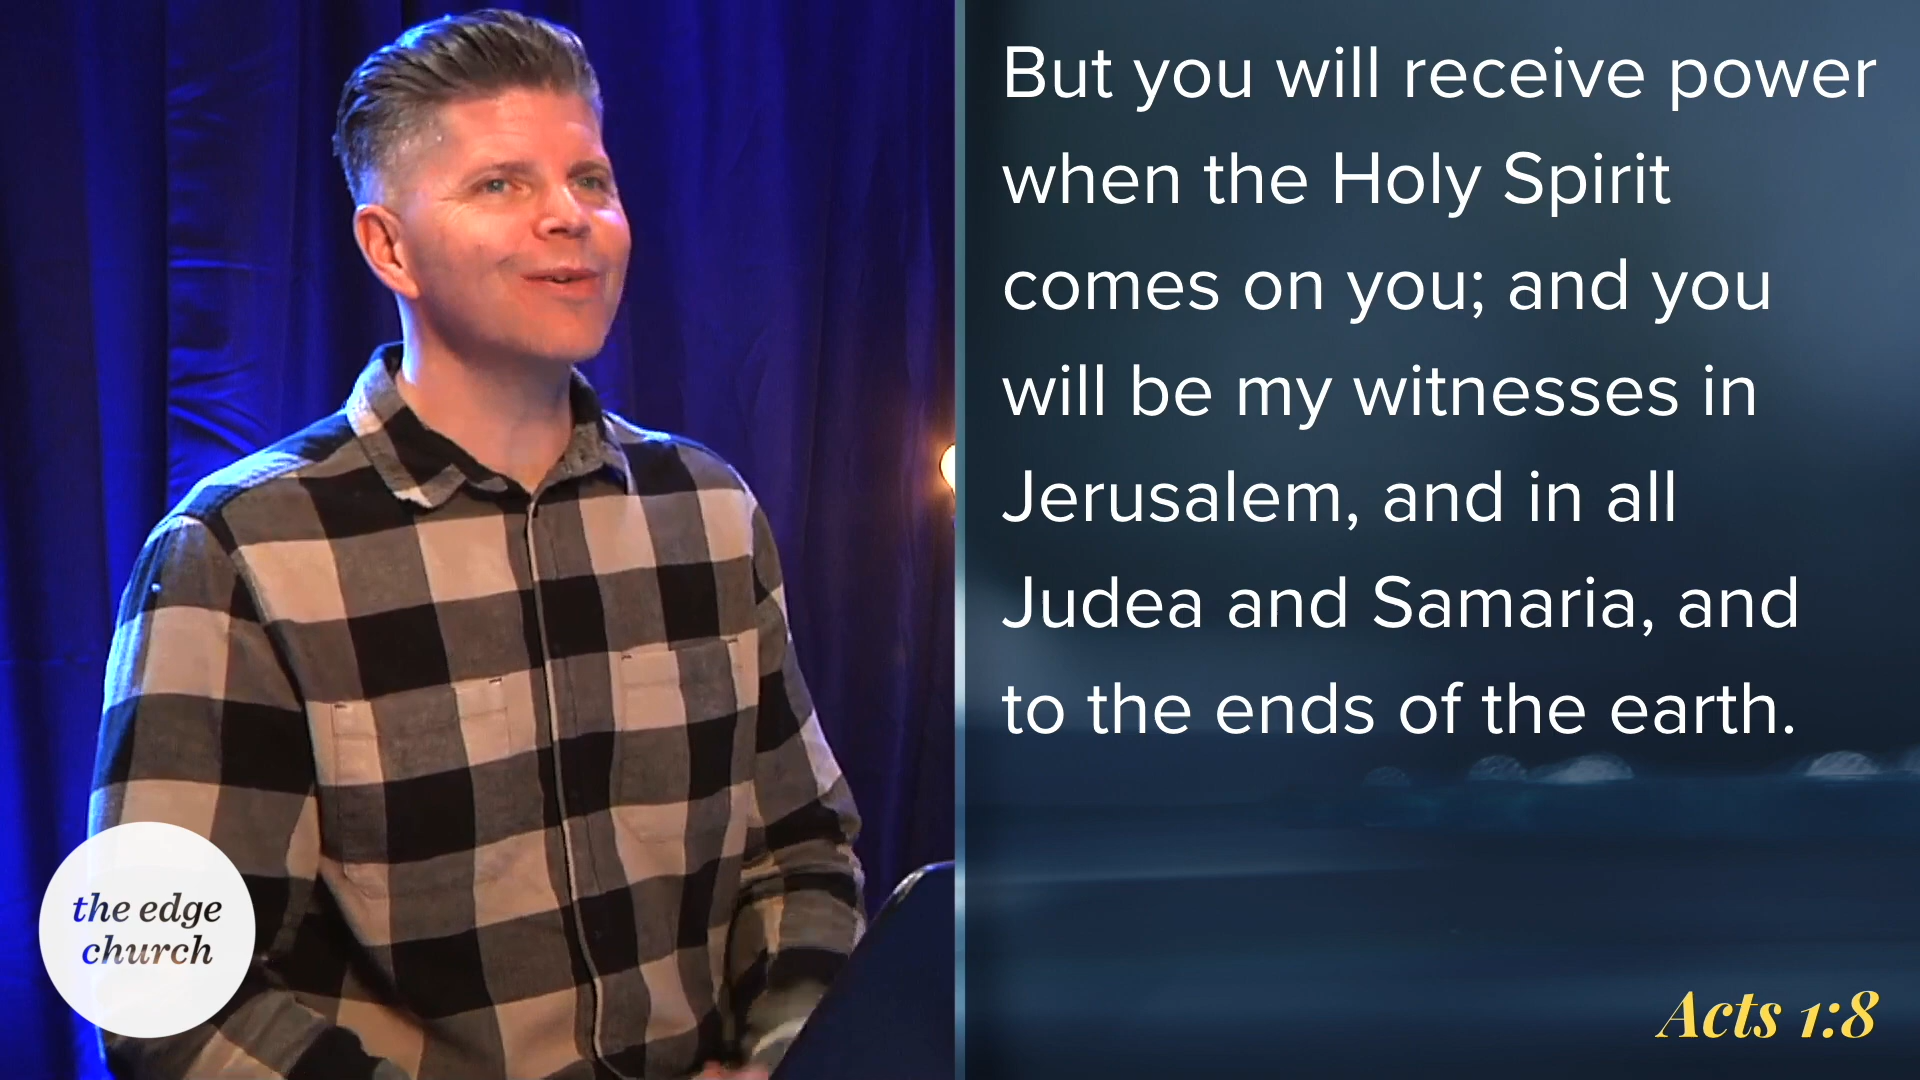 But you will receive power
when the Holy Spirit
comes on you; and you
will be my witnesses in
Jerusalem, and in all
Judea and Samaria, and
to the ends of the earth.
the edge
church
Acts 1:8